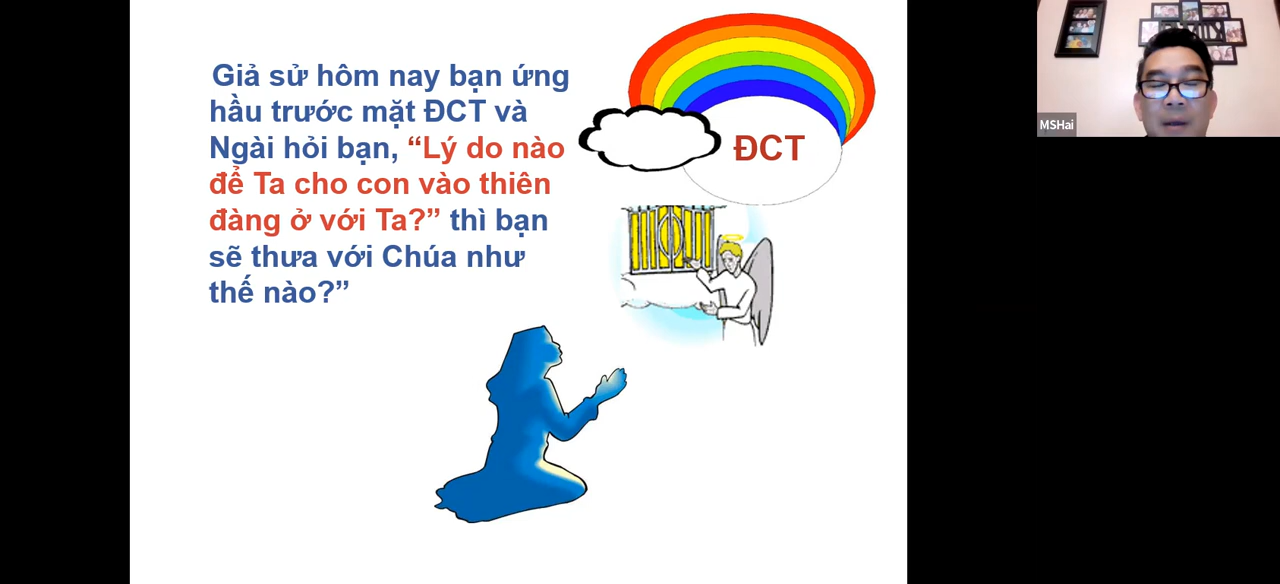 Giả sử hôm nay bạn ứng
hầu trước mặt ĐCT và
Ngài hỏi bạn, “Lý do nào
để Ta cho con vào thiên
đàng ở với Ta?” thì bạn
sẽ thưa với Chúa như
thế nào?”
ĐCT
MSHai
FAMILY